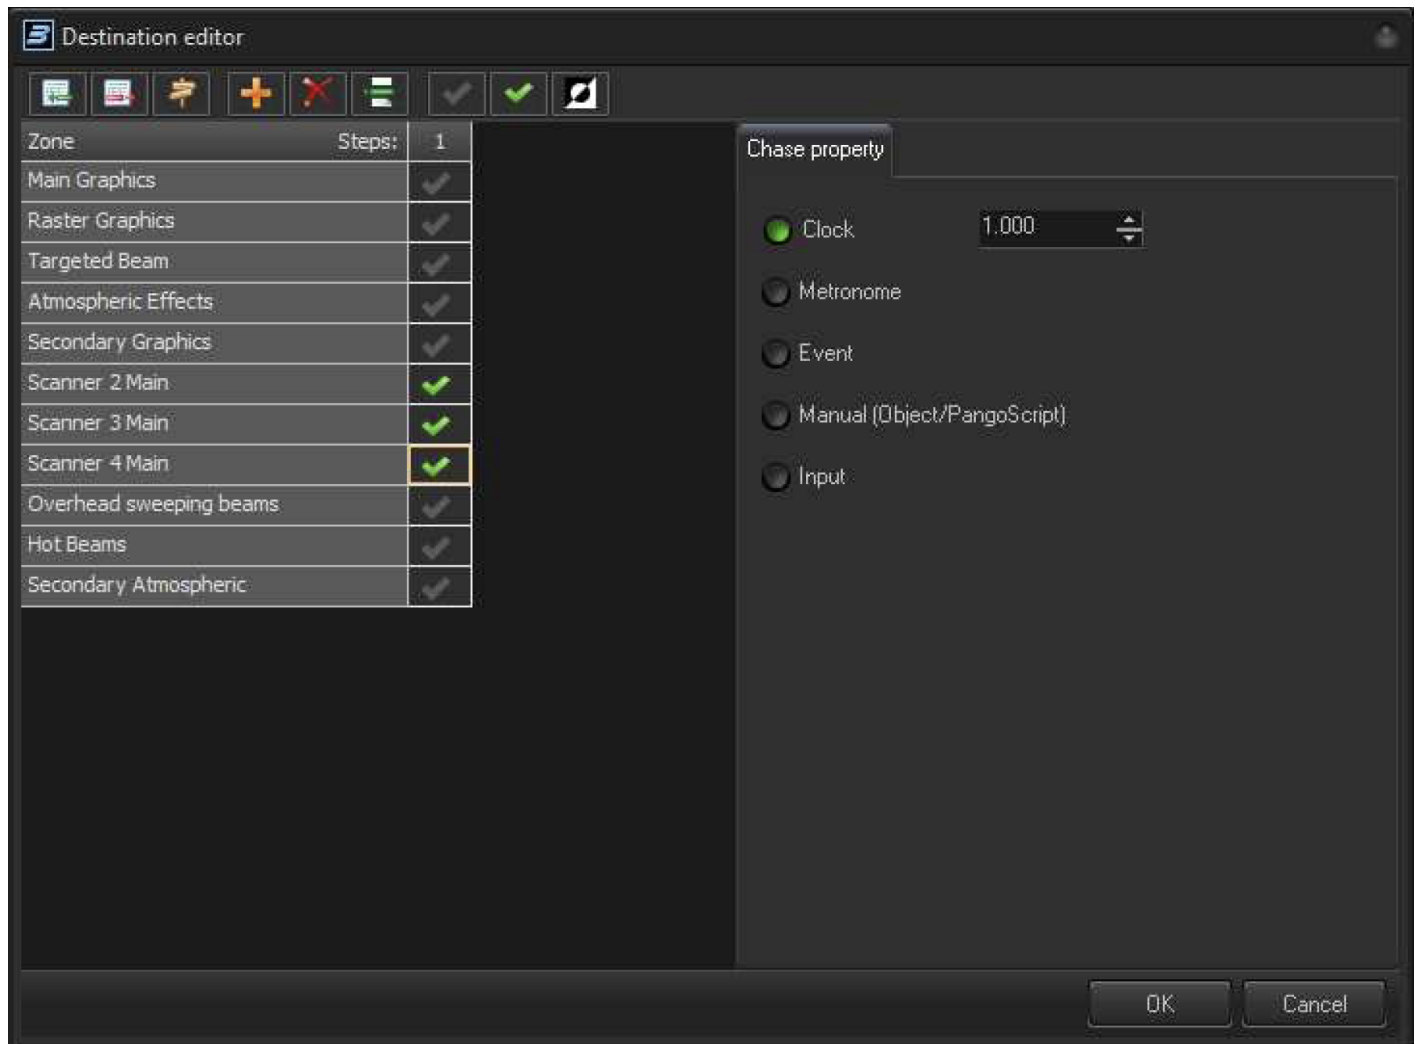 Destination editor
Zone Steps: 1
Main Graphics
Raster Graphics
Targeted Beam
Atmospheric Effects
Secondary Graphics
Scanner 2 Main
Scanner 3 Main
Scanner 4 Main
Overhead sweeping beams
Hot Beams
Secondary Atmospheric
Chase property
Clock 1.000
Metronome
Event
Manual (Object/PangoScript)
Input
OK Cancel